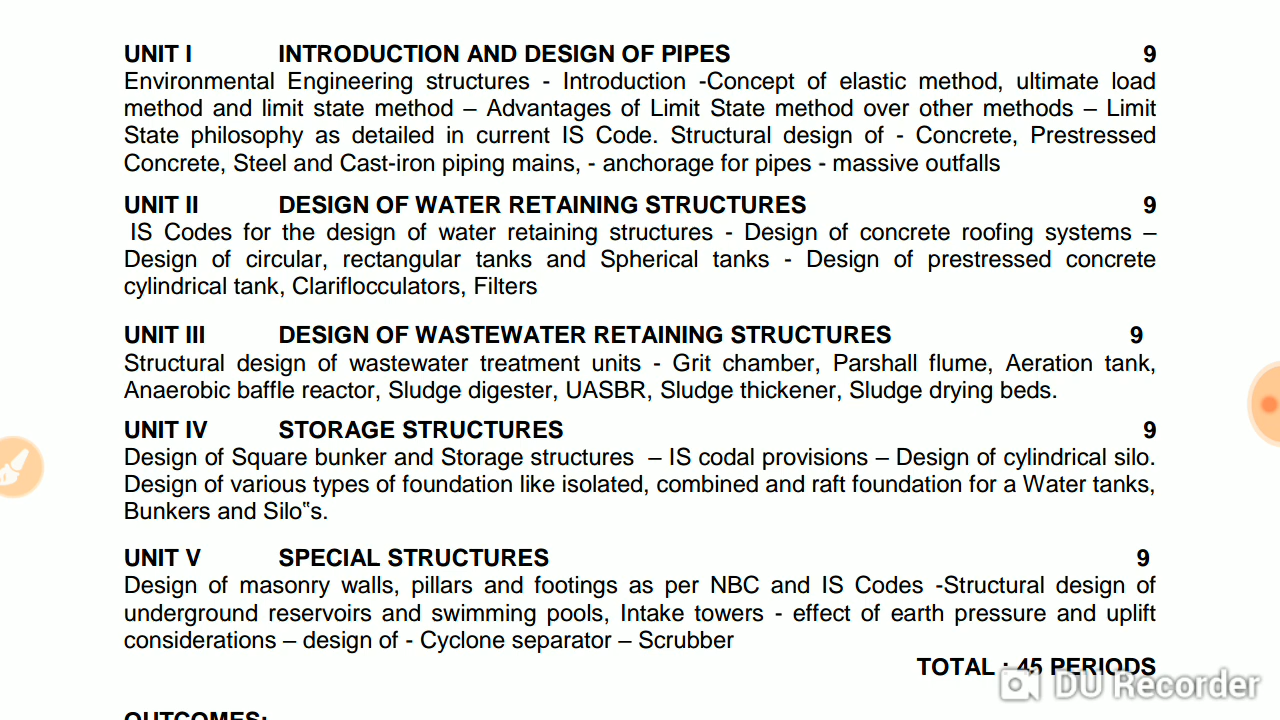 UNIT I INTRODUCTION AND DESIGN OF PIPES 9
Environmental Engineering structures - Introduction -Concept of elastic method, ultimate load
method and limit state method – Advantages of Limit State method over other methods – Limit
State philosophy as detailed in current IS Code. Structural design of - Concrete, Prestressed
Concrete, Steel and Cast-iron piping mains, - anchorage for pipes - massive outfalls
UNIT II DESIGN OF WATER RETAINING STRUCTURES 9
IS Codes for the design of water retaining structures - Design of concrete roofing systems –
Design of circular, rectangular tanks and Spherical tanks - Design of prestressed concrete
cylindrical tank, Clariflocculators, Filters
UNIT III DESIGN OF WASTEWATER RETAINING STRUCTURES 9
Structural design of wastewater treatment units - Grit chamber, Parshall flume, Aeration tank,
Anaerobic baffle reactor, Sludge digester, UASBR, Sludge thickener, Sludge drying beds.
UNIT IV STORAGE STRUCTURES 9
Design of Square bunker and Storage structures – IS codal provisions – Design of cylindrical silo.
Design of various types of foundation like isolated, combined and raft foundation for a Water tanks,
Bunkers and Silo‟s.
UNIT V SPECIAL STRUCTURES 9
Design of masonry walls, pillars and footings as per NBC and IS Codes -Structural design of
underground reservoirs and swimming pools, Intake towers - effect of earth pressure and uplift
considerations – design of - Cyclone separator – Scrubber
TOTAL : 45 PERIODS
DU Recorder
OUTCOMES: